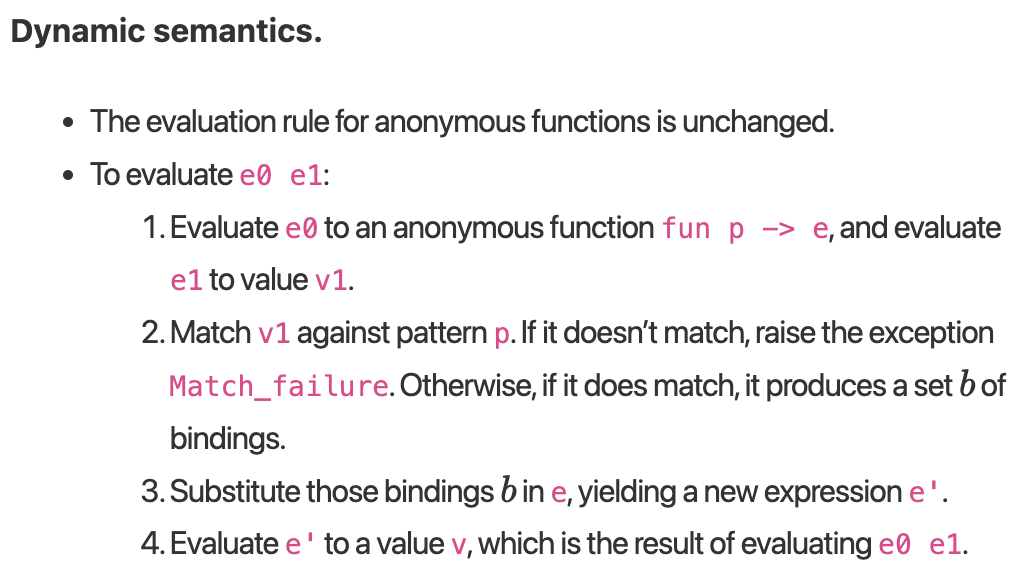 Dynamic semantics.
• The evaluation rule for anonymous functions is unchanged.
• To evaluate e0 e1:
1. Evaluate e0 to an anonymous function fun p -> e, and evaluate
e1 to value v1.
2. Match v1 against pattern p. If it doesn’t match, raise the exception
Match_failure. Otherwise, if it does match, it produces a set b of
bindings.
3. Substitute those bindings b in e, yielding a new expression e'.
4. Evaluate e' to a value v, which is the result of evaluating e0 e1.